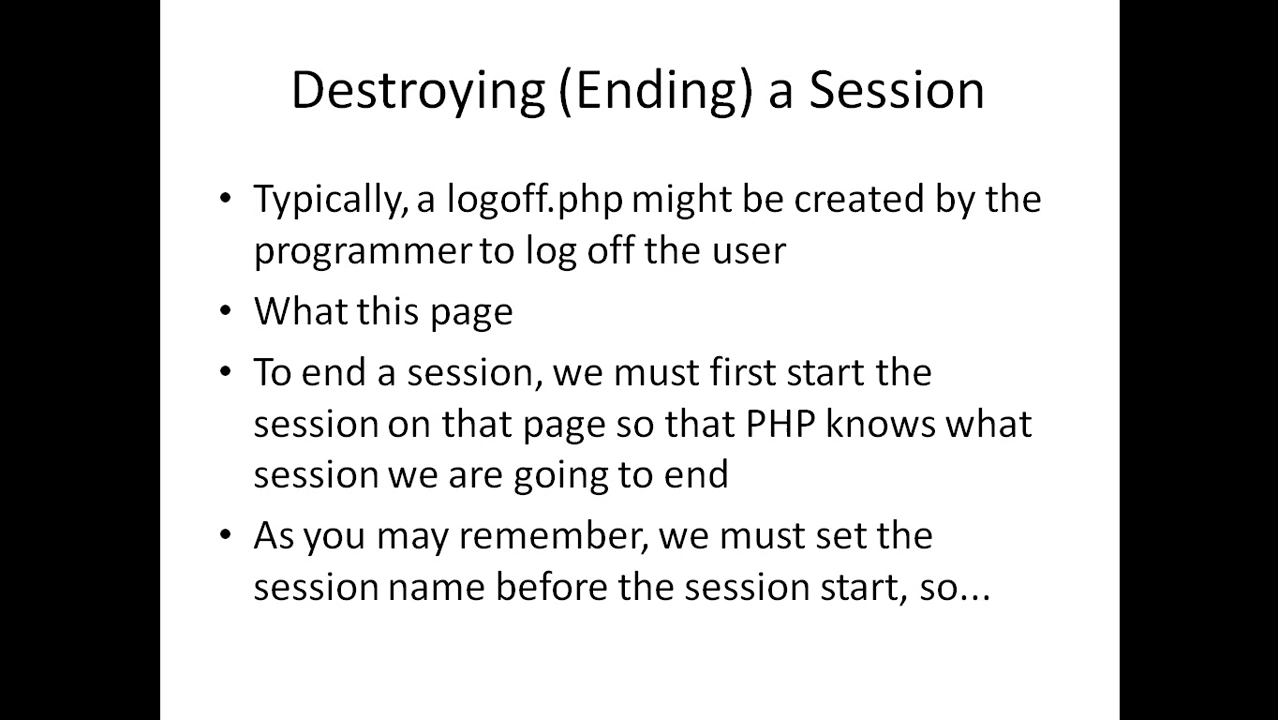 Destroying (Ending) a Session
• Typically, a logoff.php might be created by the
programmer to log off the user
• What this page
• To end a session, we must first start the
session on that page so that PHP knows what
session we are going to end
• As you may remember, we must set the
session name before the session start, so...